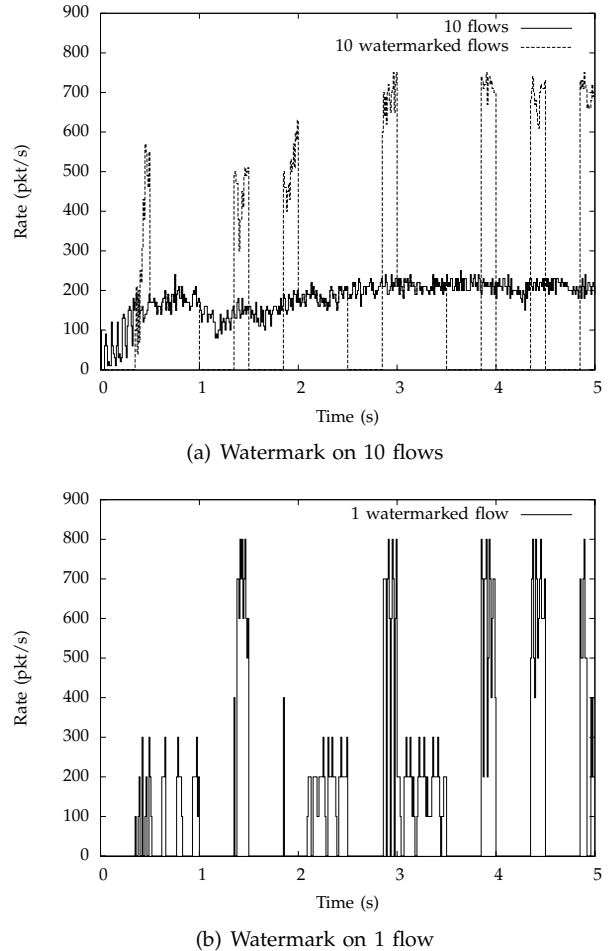 900
800
700
600
500
400
300
200
100
0
Rate (pkt/s)
10 flows
10 watermarked flows
0 1 2 3 4 5
Time (s)
(a) Watermark on 10 flows
900
800
700
600
500
400
300
200
100
0
Rate (pkt/s)
1 watermarked flow
0 1 2 3 4 5
Time (s)
(b) Watermark on 1 flow